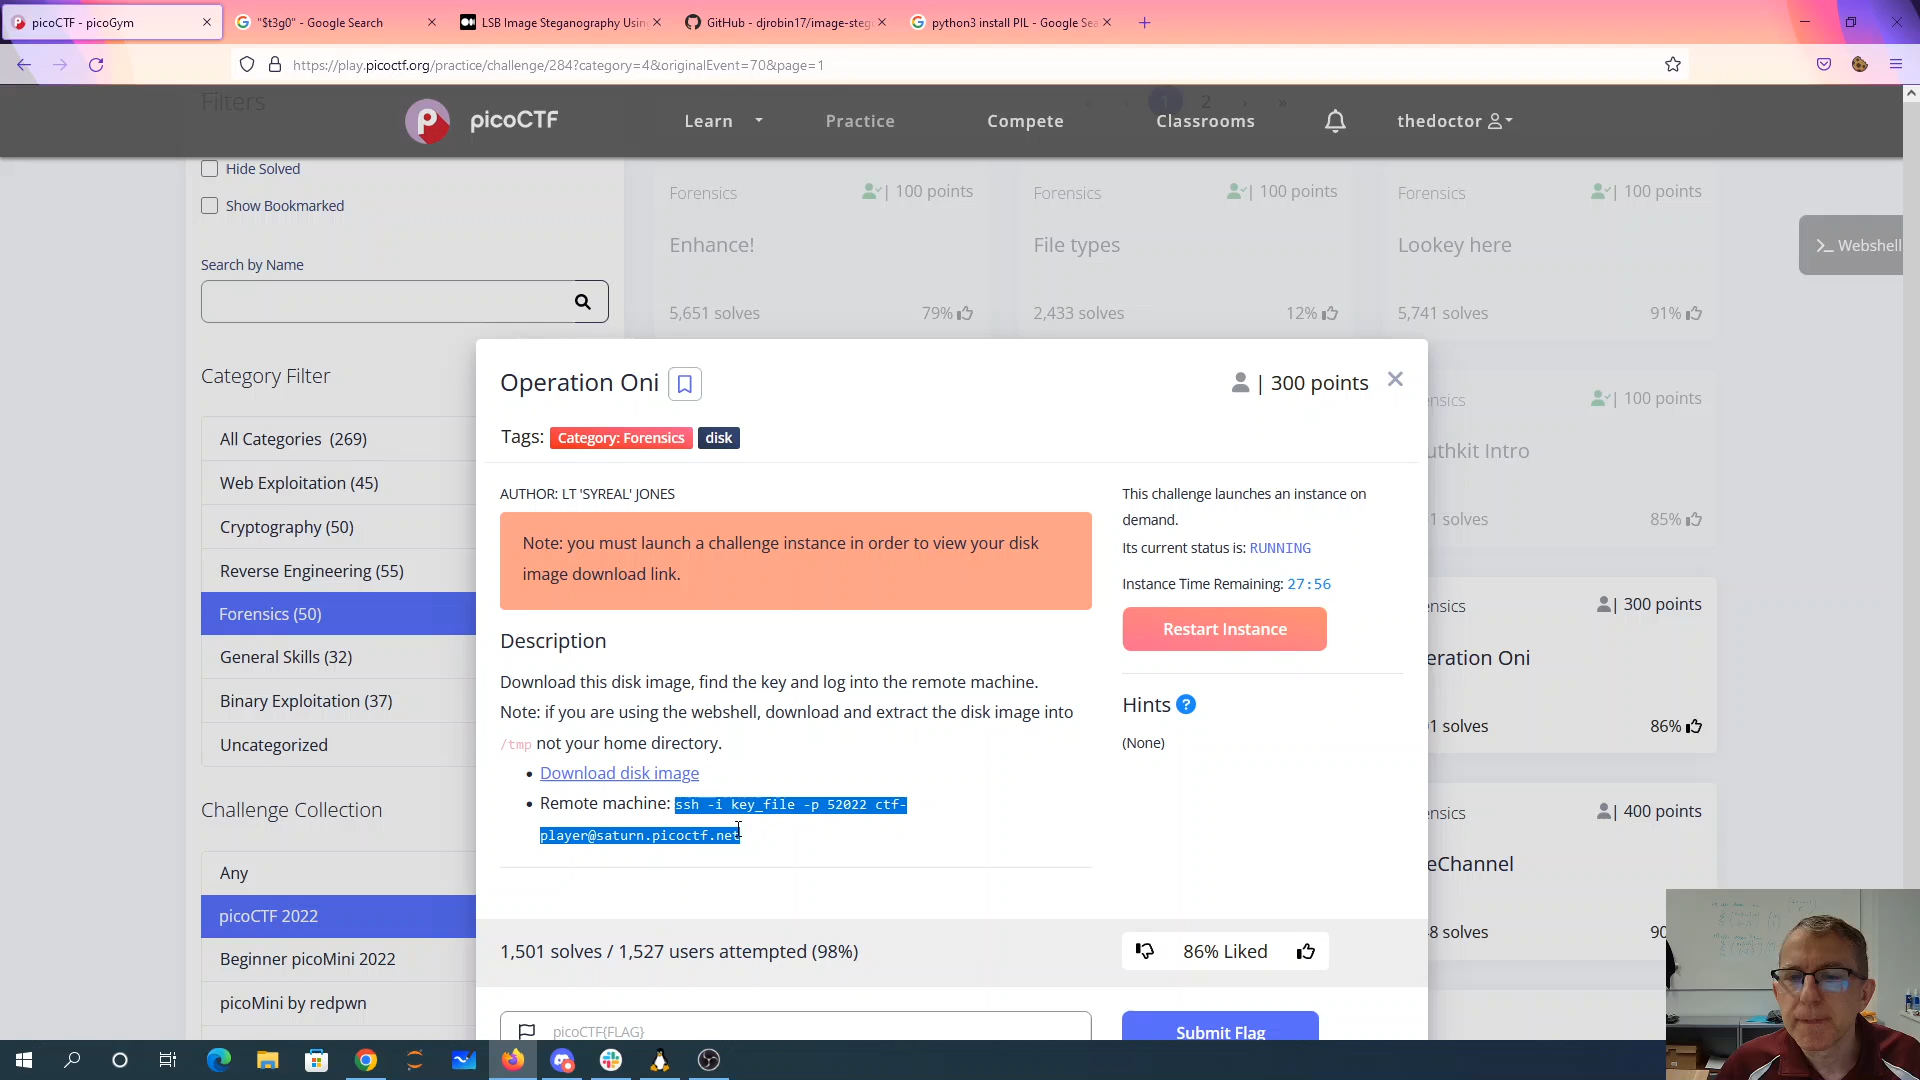 picoCTF - picoGym
"$t3g0" - Google Search
LSB Image Steganography Usin
GitHub - djrobin17/image-steg
python3 install PIL - Google Sea
https://play.picoctf.org/practice/challenge/284?category=4&originalEvent=70&page=1
Filters
picoCTF
Learn
Practice
Compete
Classrooms
thedoctor
« ‹ 1 2 › »
Hide Solved
Show Bookmarked
Search by Name
Category Filter
All Categories (269)
Web Exploitation (45)
Cryptography (50)
Reverse Engineering (55)
Forensics (50)
General Skills (32)
Binary Exploitation (37)
Uncategorized
Challenge Collection
Any
picoCTF 2022
Beginner picoMini 2022
picoMini by redpwn
Forensics | 100 points
Enhance!
5,651 solves 79%
Forensics | 100 points
File types
2,433 solves 12%
Forensics | 100 points
Lookey here
5,741 solves 91%
>_ Webshell
ensics | 100 points
uthkit Intro
1 solves 85%
ensics | 300 points
eration Oni
01 solves 86%
ensics | 400 points
eChannel
8 solves 90
Operation Oni
| 300 points
Tags: Category: Forensics disk
AUTHOR: LT 'SYREAL' JONES
Note: you must launch a challenge instance in order to view your disk
image download link.
Description
Download this disk image, find the key and log into the remote machine.
Note: if you are using the webshell, download and extract the disk image into
/tmp not your home directory.
• Download disk image
• Remote machine: ssh -i key_file -p 52022 ctf-
player@saturn.picoctf.net
This challenge launches an instance on
demand.
Its current status is: RUNNING
Instance Time Remaining: 27:56
Restart Instance
Hints ?
(None)
1,501 solves / 1,527 users attempted (98%)
86% Liked
picoCTF{FLAG}
Submit Flag